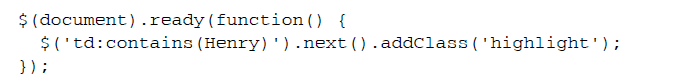 $(document).ready(function() {
  $('td:contains(Henry)').next().addClass('highlight');
});